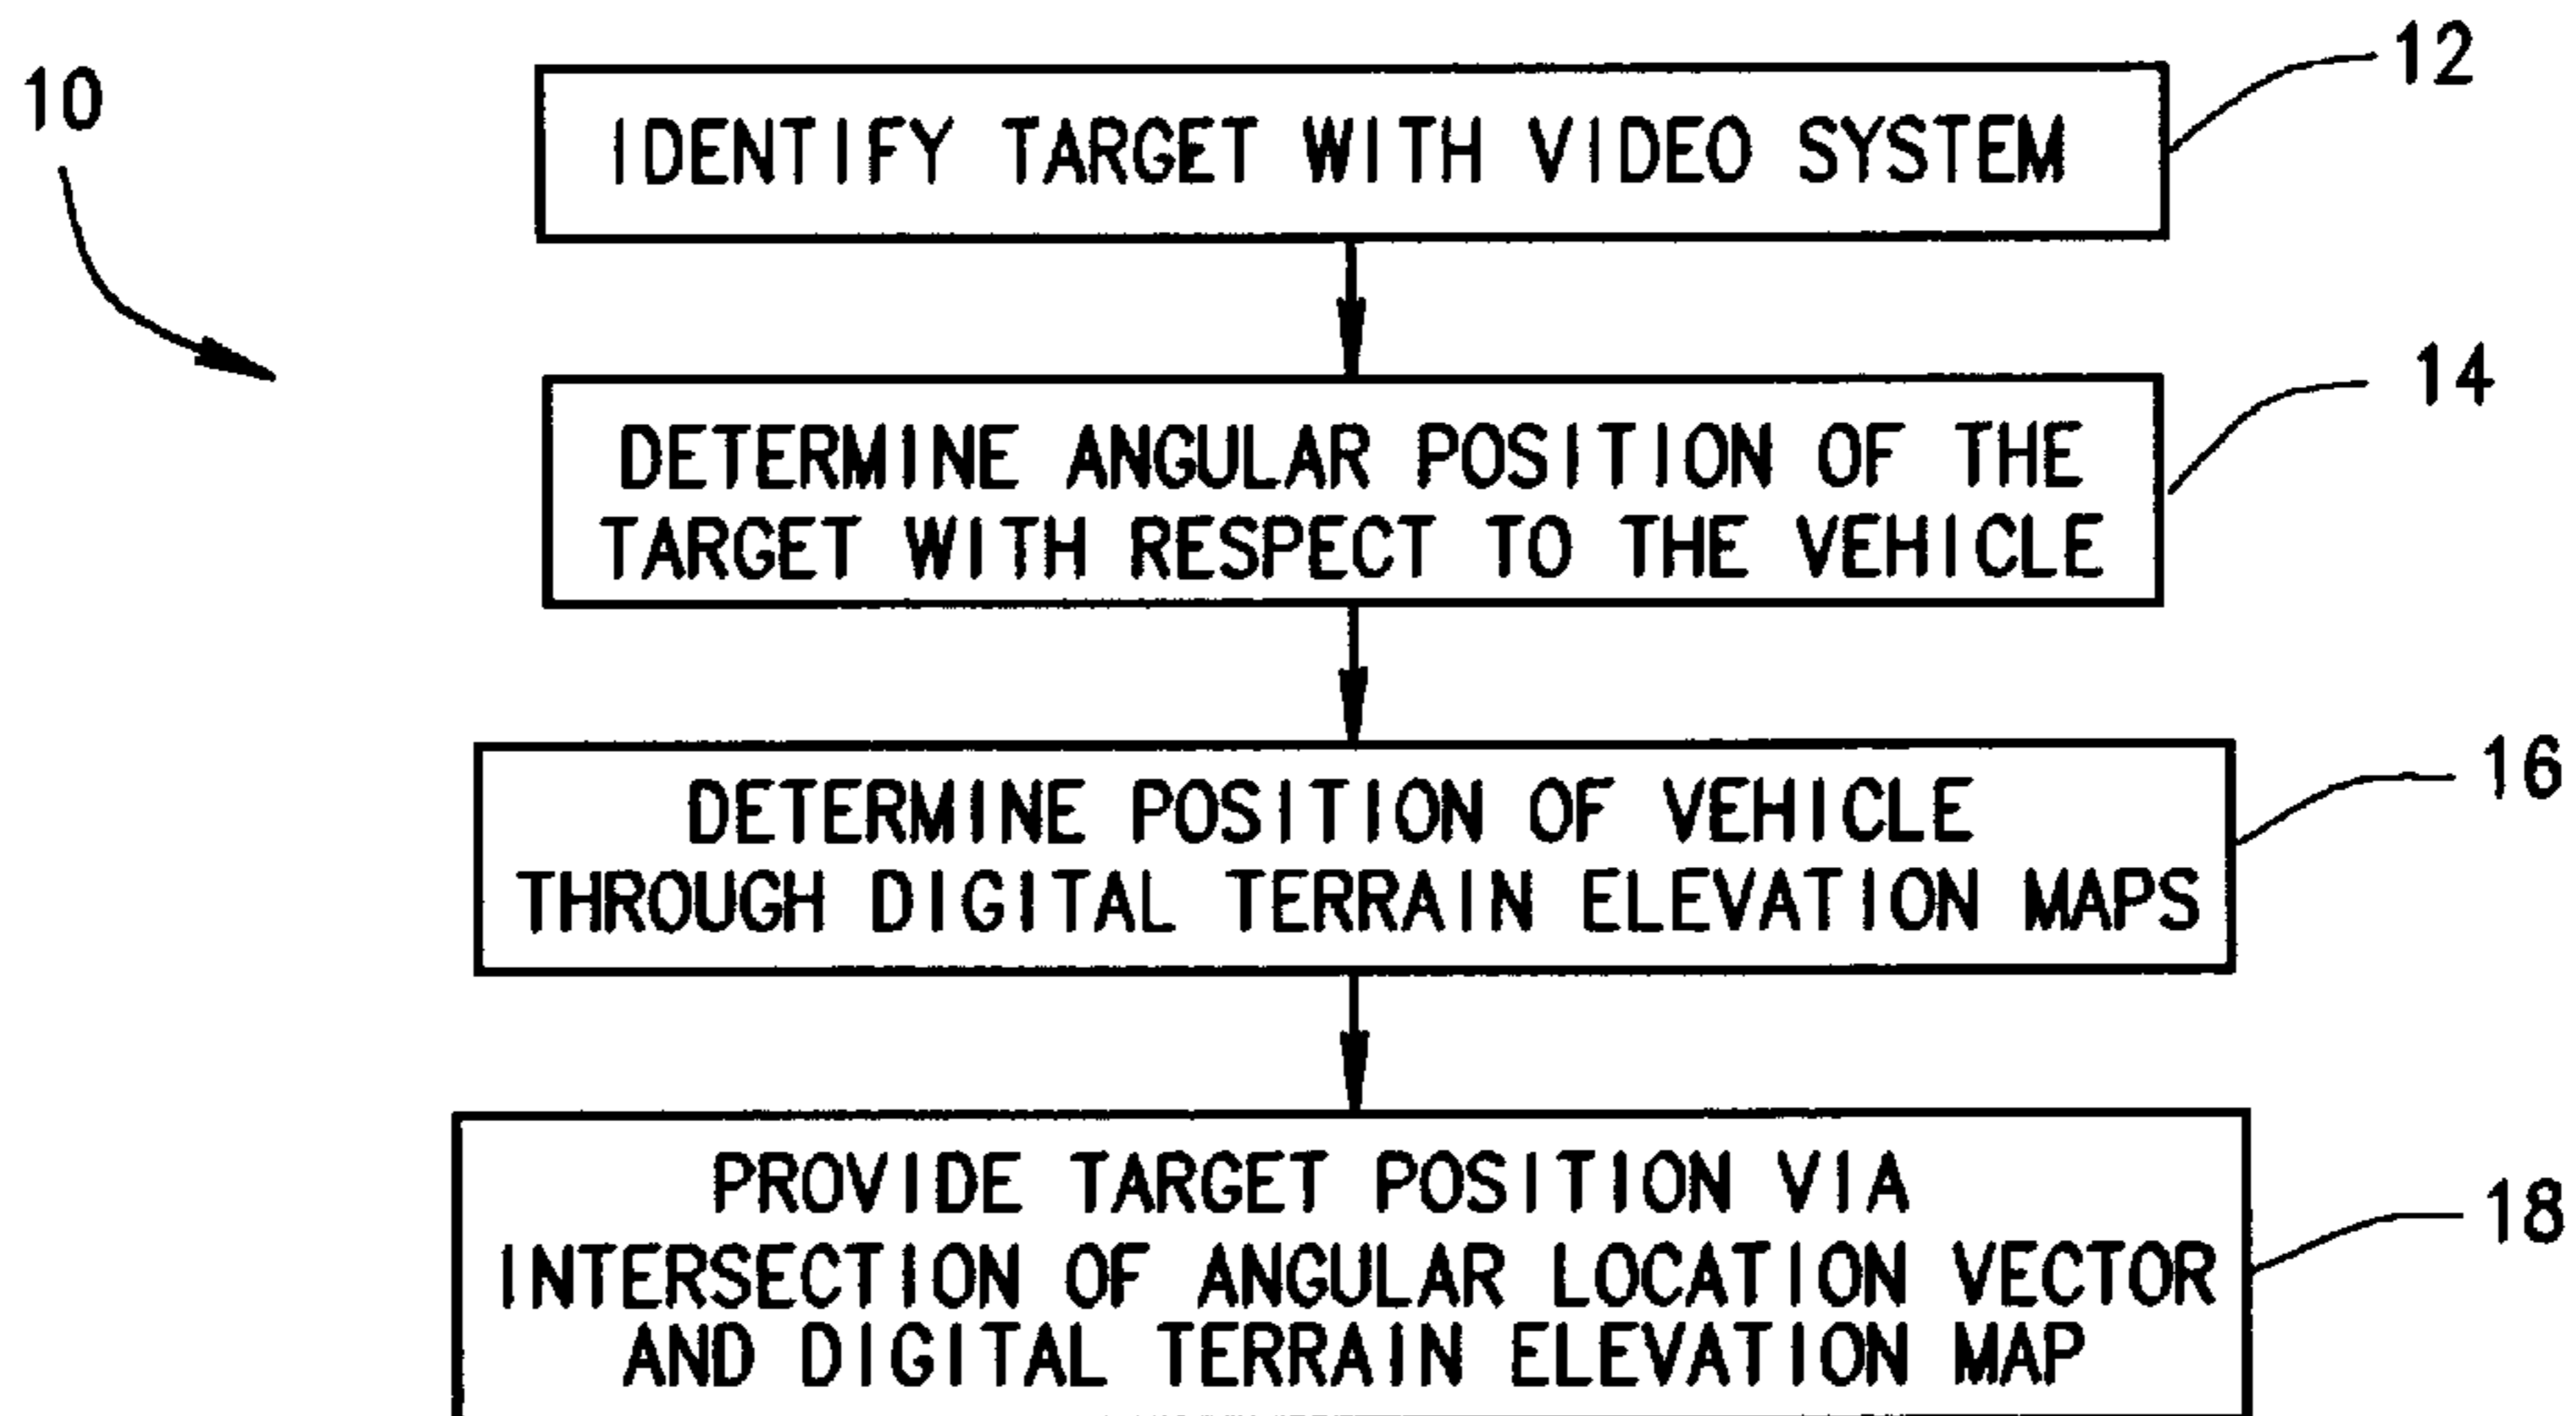 10
12
IDENTIFY TARGET WITH VIDEO SYSTEM
14
DETERMINE ANGULAR POSITION OF THE
TARGET WITH RESPECT TO THE VEHICLE
16
DETERMINE POSITION OF VEHICLE
THROUGH DIGITAL TERRAIN ELEVATION MAPS
18
PROVIDE TARGET POSITION VIA
INTERSECTION OF ANGULAR LOCATION VECTOR
AND DIGITAL TERRAIN ELEVATION MAP